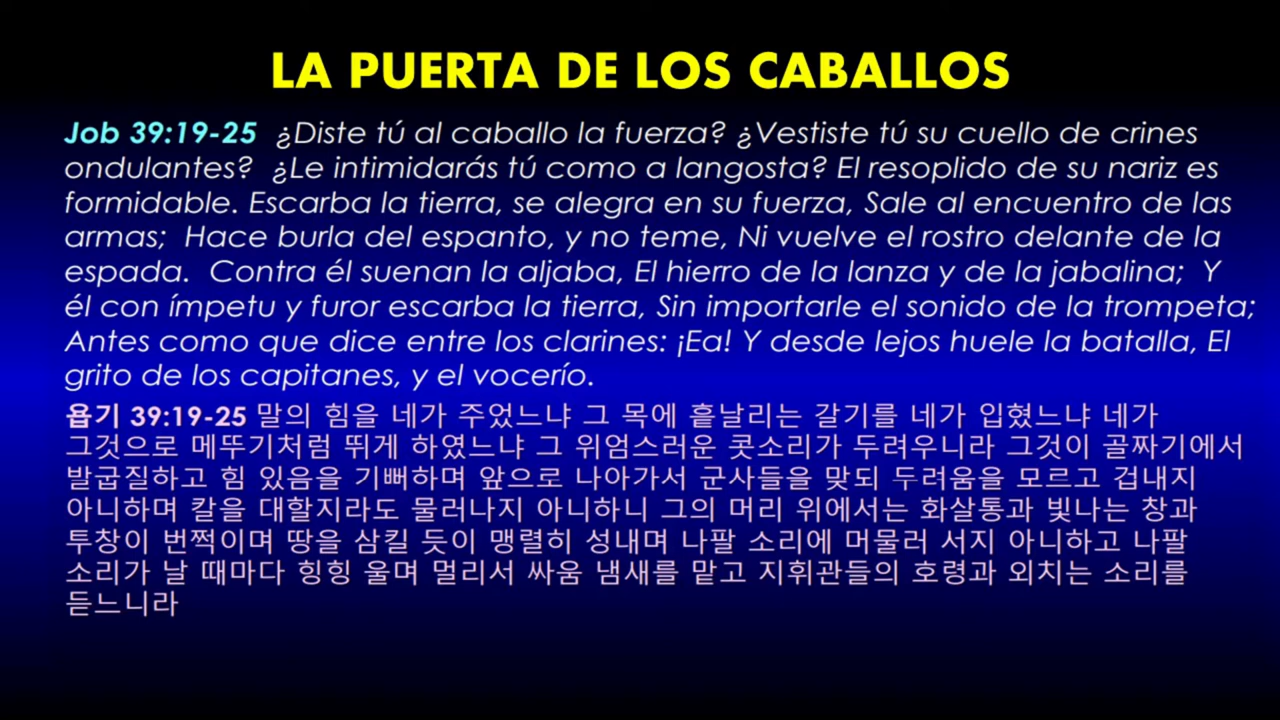 LA PUERTA DE LOS CABALLOS
Job 39:19-25 ¿Diste tú al caballo la fuerza? ¿Vestiste tú su cuello de crines
ondulantes? ¿Le intimidarás tú como a langosta? El resoplido de su nariz es
formidable. Escarba la tierra, se alegra en su fuerza, Sale al encuentro de las
armas; Hace burla del espanto, y no teme, Ni vuelve el rostro delante de la
espada. Contra él suenan la aljaba, El hierro de la lanza y de la jabalina; Y
él con ímpetu y furor escarba la tierra, Sin importarle el sonido de la trompeta;
Antes como que dice entre los clarines: ¡Ea! Y desde lejos huele la batalla, El
grito de los capitanes, y el vocerío.
욥기 39:19-25 말의 힘을 네가 주었느냐 그 목에 흩날리는 갈기를 네가 입혔느냐 네가
그것으로 메뚜기처럼 뛰게 하였느냐 그 위엄스러운 콧소리가 두려우니라 그것이 골짜기에서
발굽질하고 힘 있음을 기뻐하며 앞으로 나아가서 군사들을 맞되 두려움을 모르고 겁내지
아니하며 칼을 대할지라도 물러나지 아니하니 그의 머리 위에서는 화살통과 빛나는 창과
투창이 번쩍이며 땅을 삼킬 듯이 맹렬히 성내며 나팔 소리에 머물러 서지 아니하고 나팔
소리가 날 때마다 힝힝 울며 멀리서 싸움 냄새를 맡고 지휘관들의 호령과 외치는 소리를
듣느니라